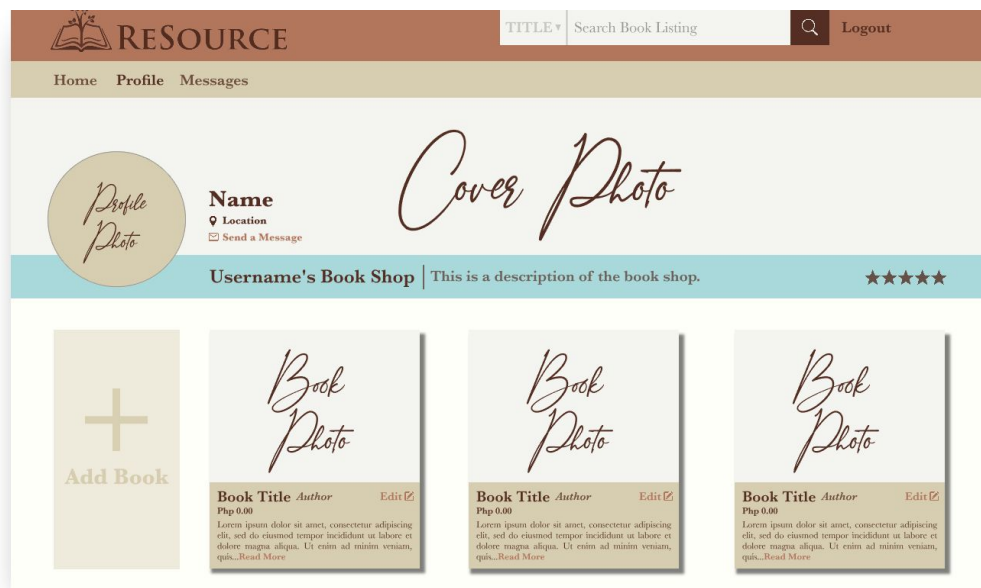 RESOURCE
TITLE
Search Book Listing
Logout
Home Profile Messages
Cover Photo
Profile
Photo
Name
Location
Send a Message
Username's Book Shop | This is a description of the book shop.
Add Book
Book
Photo
Book Title Author Edit
Php 0.00
Lorem ipsum dolor sit amet, consectetur adipiscing
elit, sed do eiusmod tempor incididunt ut labore et
dolore magna aliqua. Ut enim ad minim veniam,
quis...Read More
Book
Photo
Book Title Author Edit
Php 0.00
Lorem ipsum dolor sit amet, consectetur adipiscing
elit, sed do eiusmod tempor incididunt ut labore et
dolore magna aliqua. Ut enim ad minim veniam,
quis...Read More
Book
Photo
Book Title Author Edit
Php 0.00
Lorem ipsum dolor sit amet, consectetur adipiscing
elit, sed do eiusmod tempor incididunt ut labore et
dolore magna aliqua. Ut enim ad minim veniam,
quis...Read More